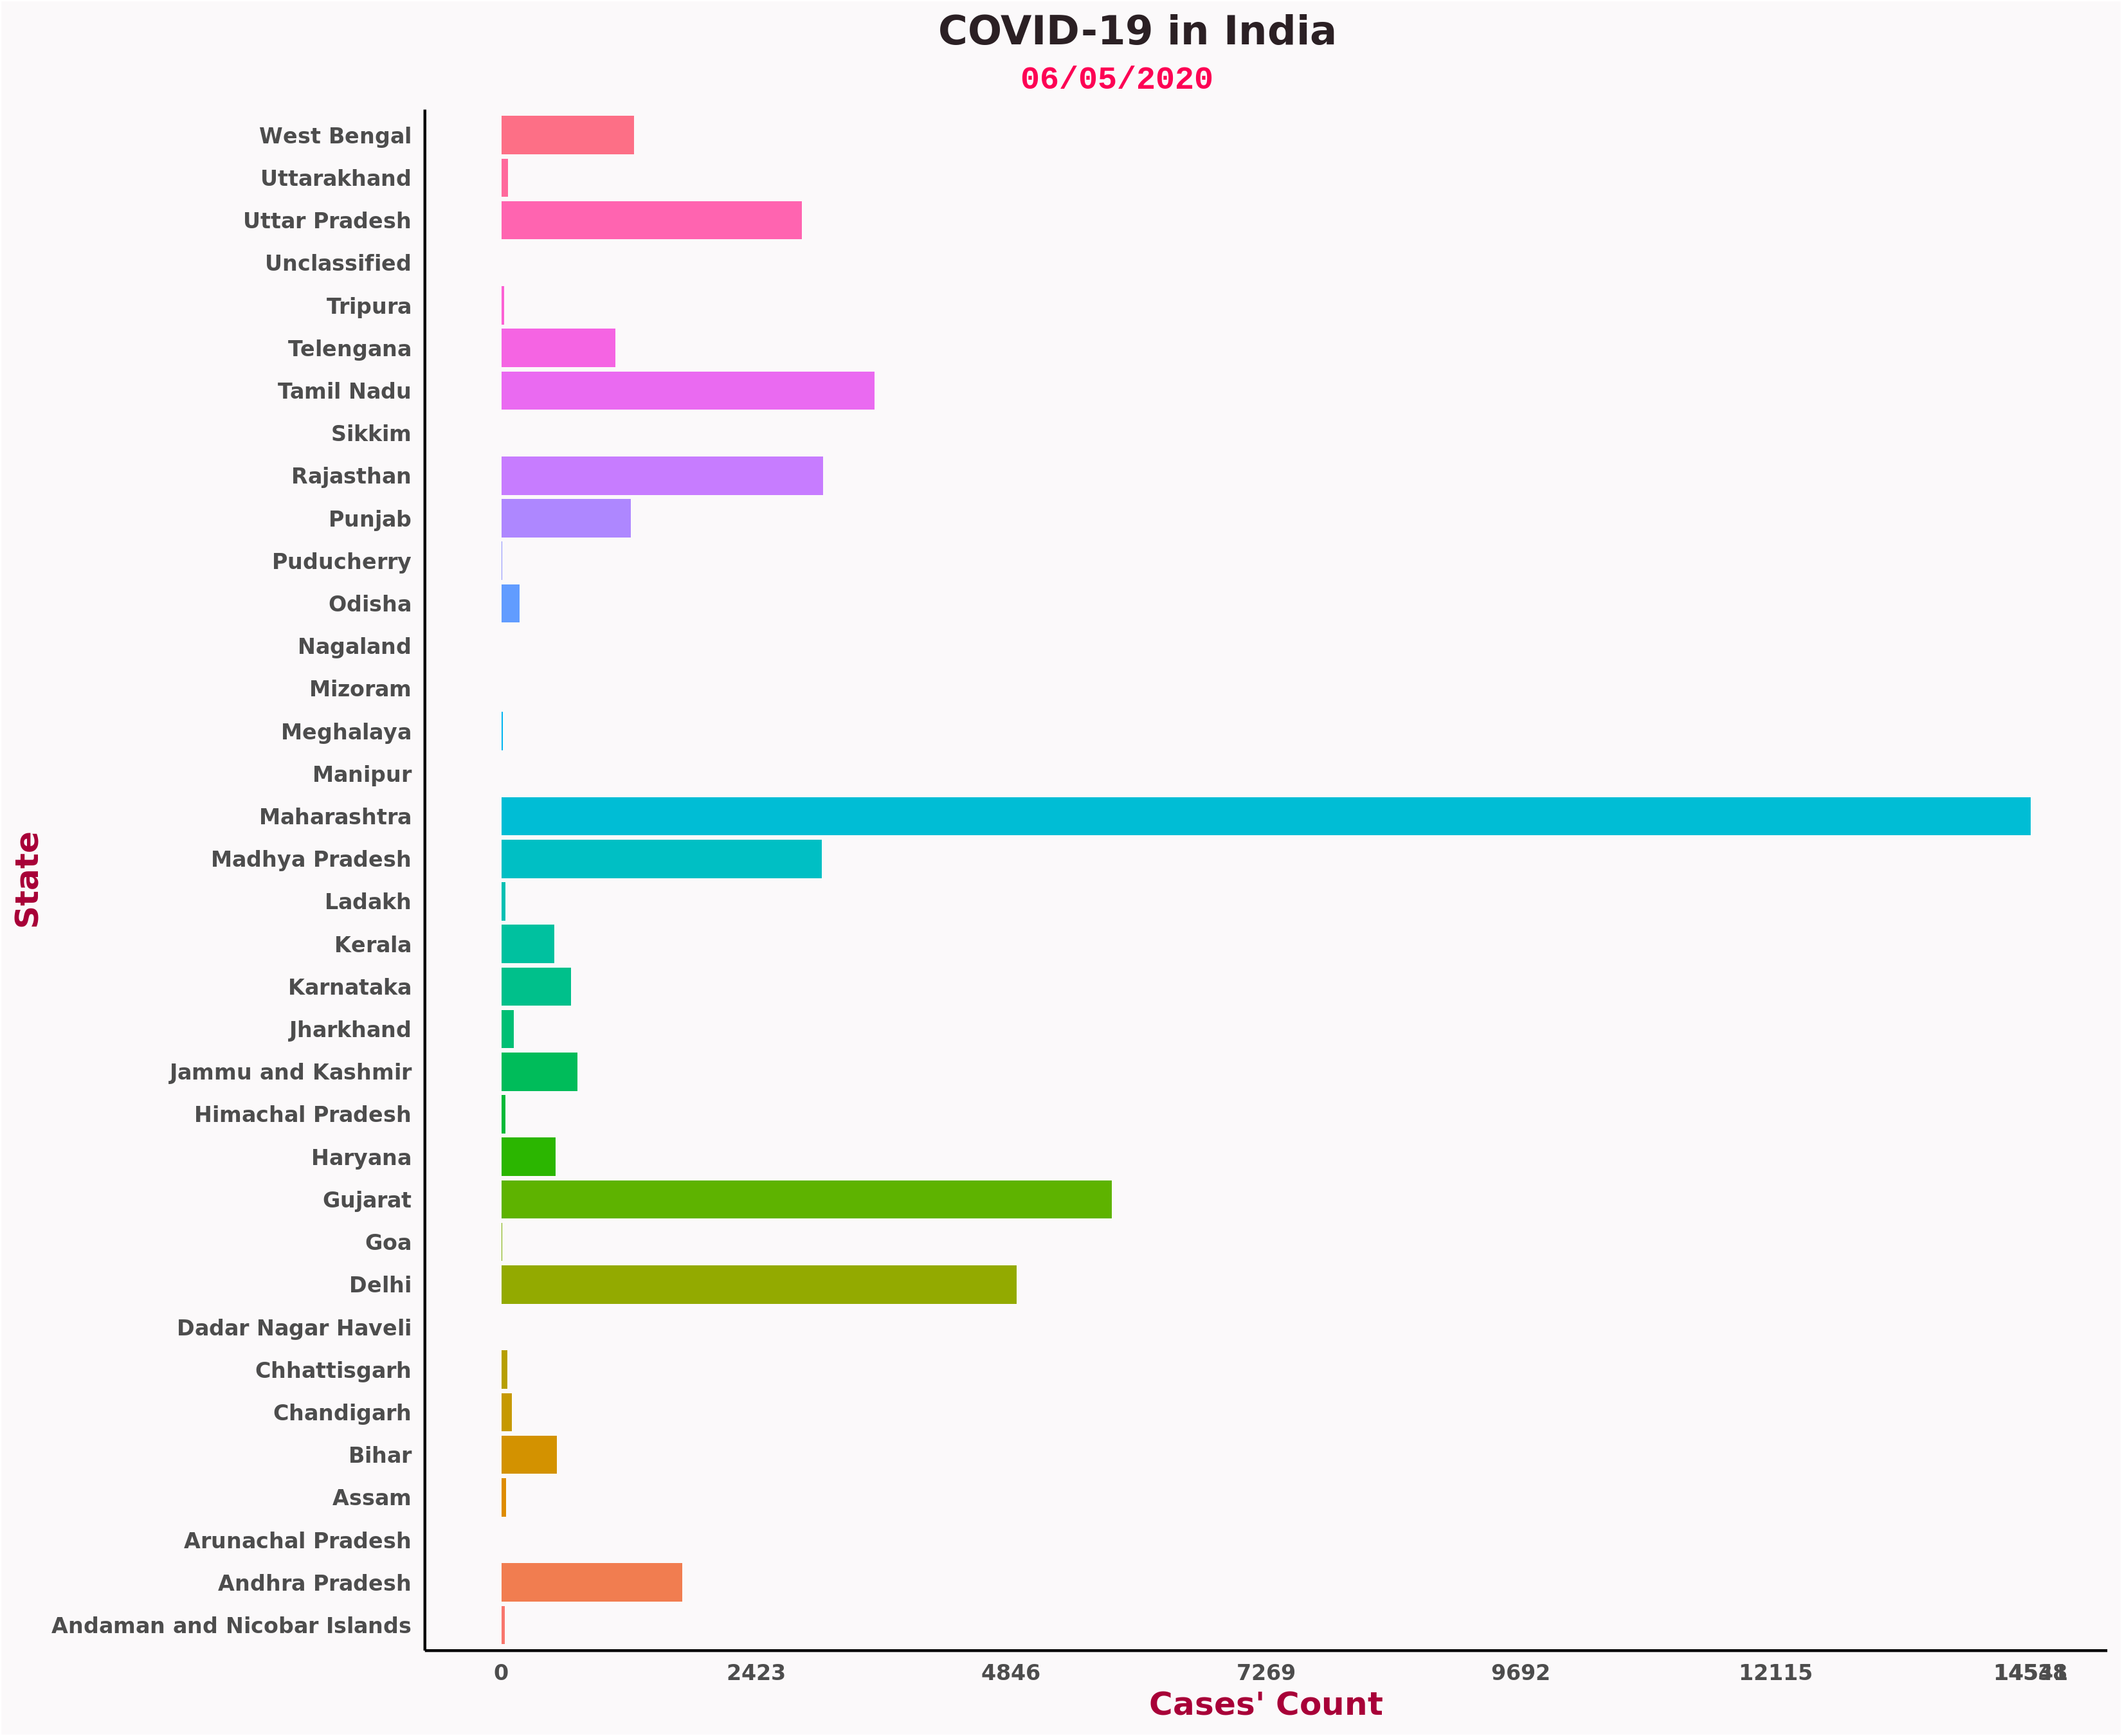 COVID-19 in India
06/05/2020
West Bengal
Uttarakhand
Uttar Pradesh
Unclassified
Tripura
Telengana
Tamil Nadu
Sikkim
Rajasthan
Punjab
Puducherry
Odisha
Nagaland
Mizoram
Meghalaya
Manipur
Maharashtra
Madhya Pradesh
Ladakh
Kerala
Karnataka
Jharkhand
Jammu and Kashmir
Himachal Pradesh
Haryana
Gujarat
Goa
Delhi
Dadar Nagar Haveli
Chhattisgarh
Chandigarh
Bihar
Assam
Arunachal Pradesh
Andhra Pradesh
Andaman and Nicobar Islands
State
0 2423 4846 7269 9692 12115
Cases' Count